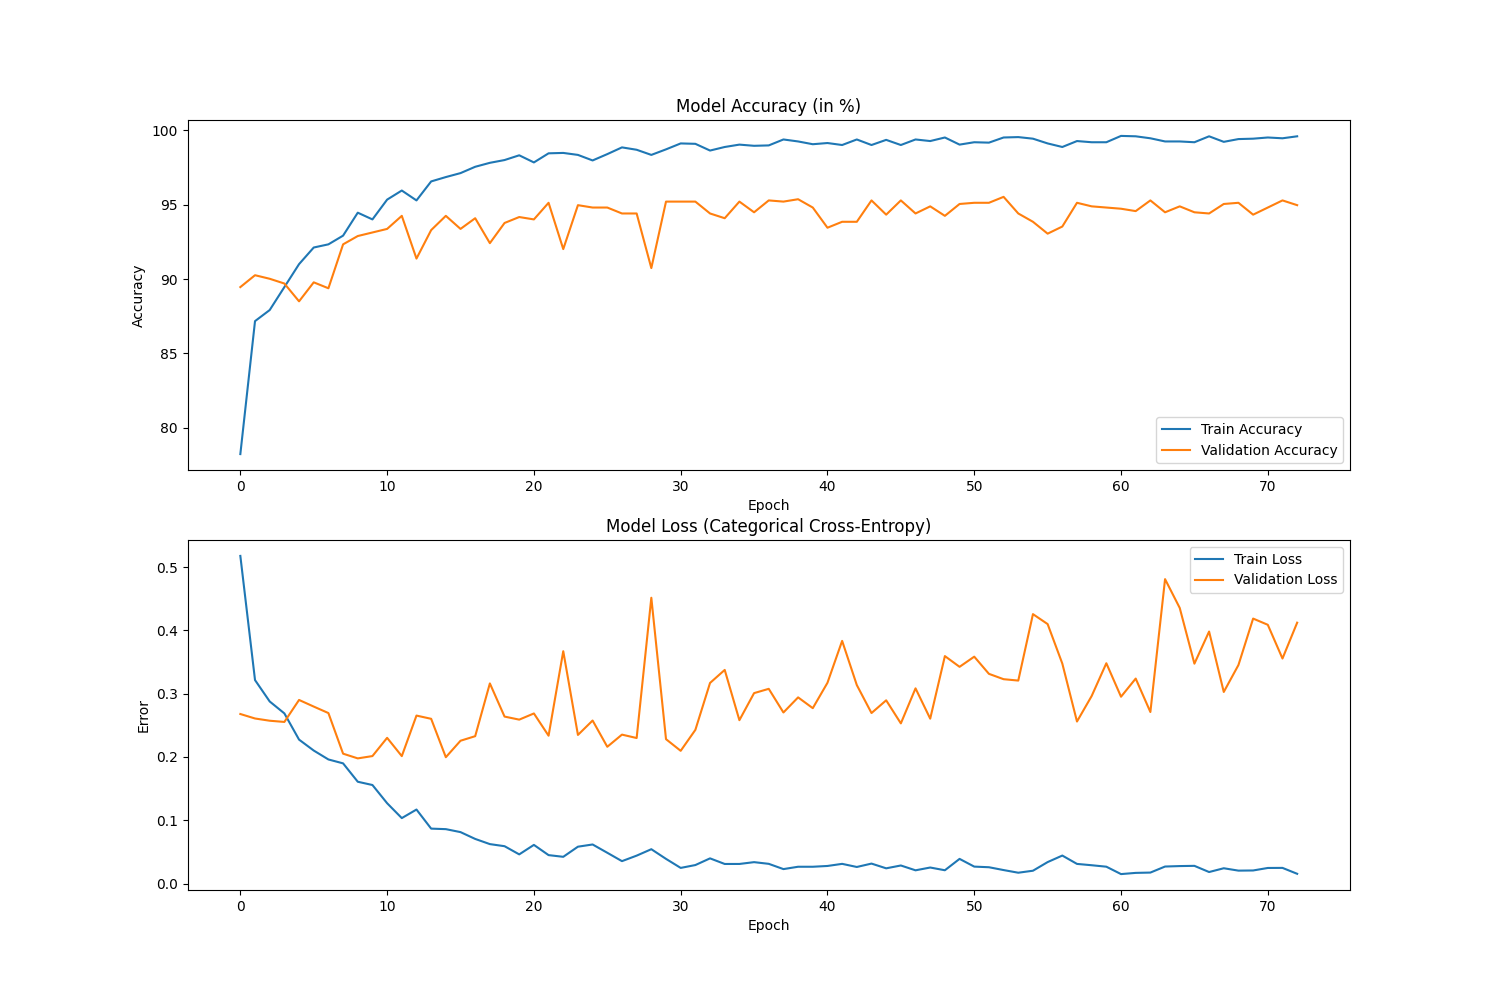 Model Accuracy (in %)
100
95
90
85
80
Accuracy
Train Accuracy
Validation Accuracy
0 10 20 30 40 50 60 70
Epoch
Model Loss (Categorical Cross-Entropy)
Train Loss
Validation Loss
0.5
0.4
0.3
0.2
0.1
0.0
Error
0 10 20 30 40 50 60 70
Epoch